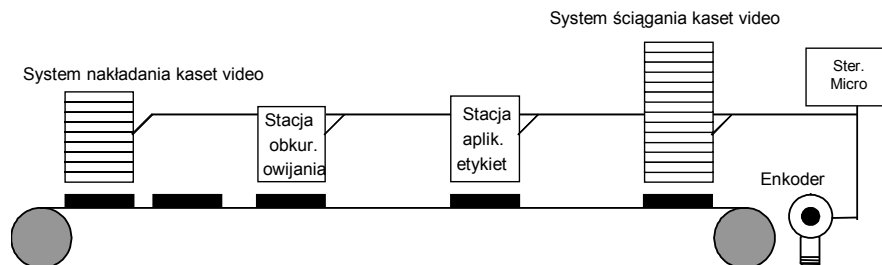 System ściągania kaset video
System nakładania kaset video
Ster.
Micro
Stacja
obkur.
owijania
Stacja
aplik.
etykiet
Enkoder